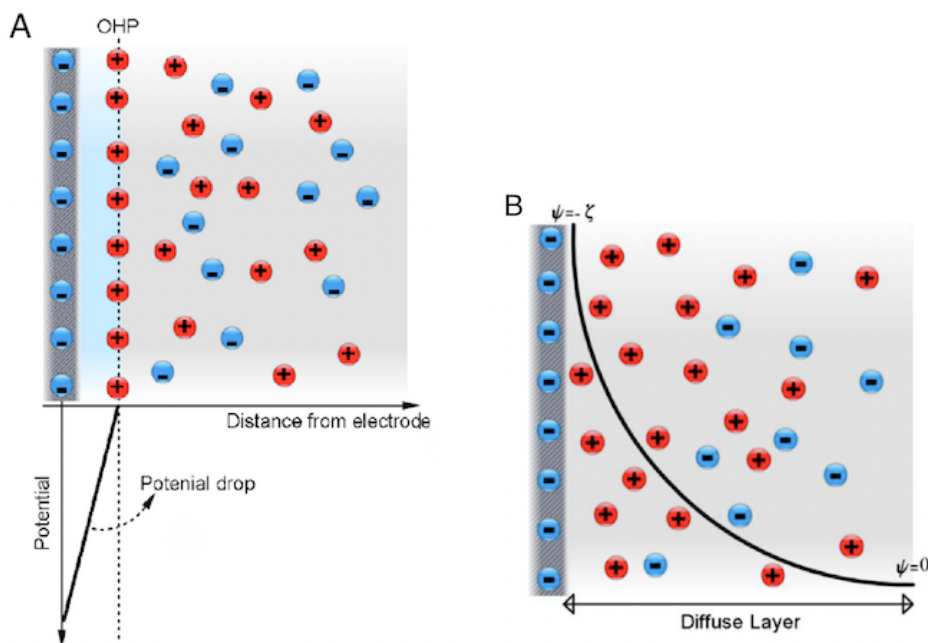 A
OHP
Distance from electrode
Potential
Potenial drop
B
ψ=- ζ
ψ=0
Diffuse Layer